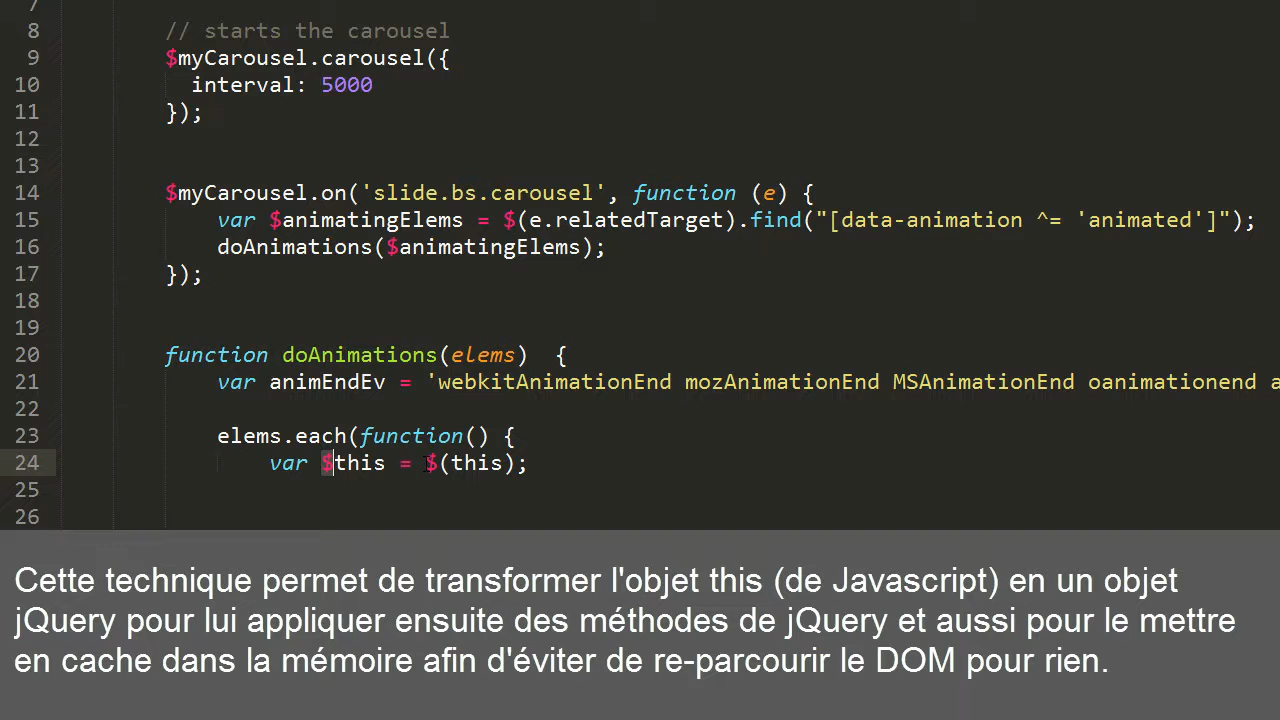 7
8 // starts the carousel
9 $myCarousel.carousel({
10 interval: 5000
11 });
12
13
14 $myCarousel.on('slide.bs.carousel', function (e) {
15 var $animatingElems = $(e.relatedTarget).find("[data-animation ^= 'animated']");
16 doAnimations($animatingElems);
17 });
18
19
20 function doAnimations(elems) {
21 var animEndEv = 'webkitAnimationEnd mozAnimationEnd MSAnimationEnd oanimationend a
22
23 elems.each(function() {
24 var $this = $(this);
25
26
Cette technique permet de transformer l'objet this (de Javascript) en un objet
jQuery pour lui appliquer ensuite des méthodes de jQuery et aussi pour le mettre
en cache dans la mémoire afin d'éviter de re-parcourir le DOM pour rien.